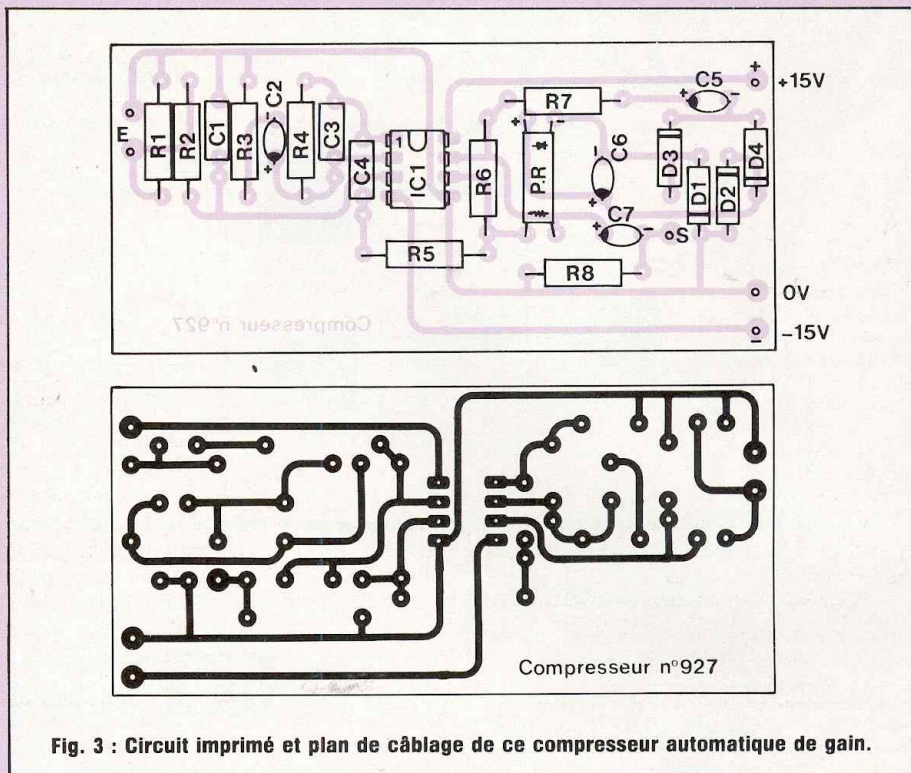 +
+15V
C5
+ -
R7
E
R1
R2
C1
R3
C2
+
R4
C3
C4
1
IC1
R6
+ -
P.R
-
C6
+
D3
D1
D2
D4
+
C7
-
S
R5
R8
0V
Compresseur n°927
-15V
-
Compresseur n°927
Fig. 3 : Circuit imprimé et plan de câblage de ce compresseur automatique de gain.